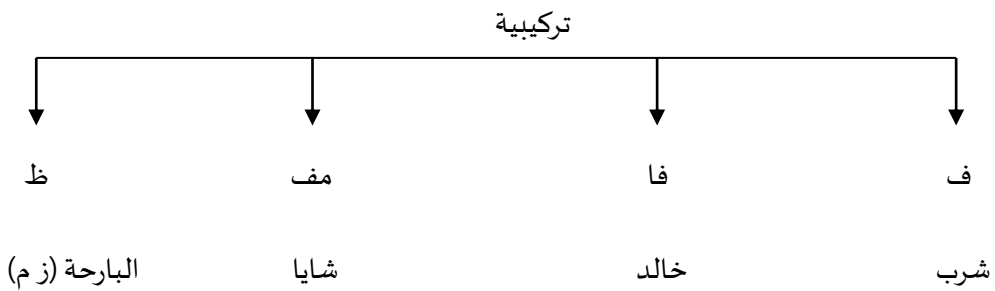 تركيبية
ف فا مف ظ
شرب خالد شايا البارحة (ز م)